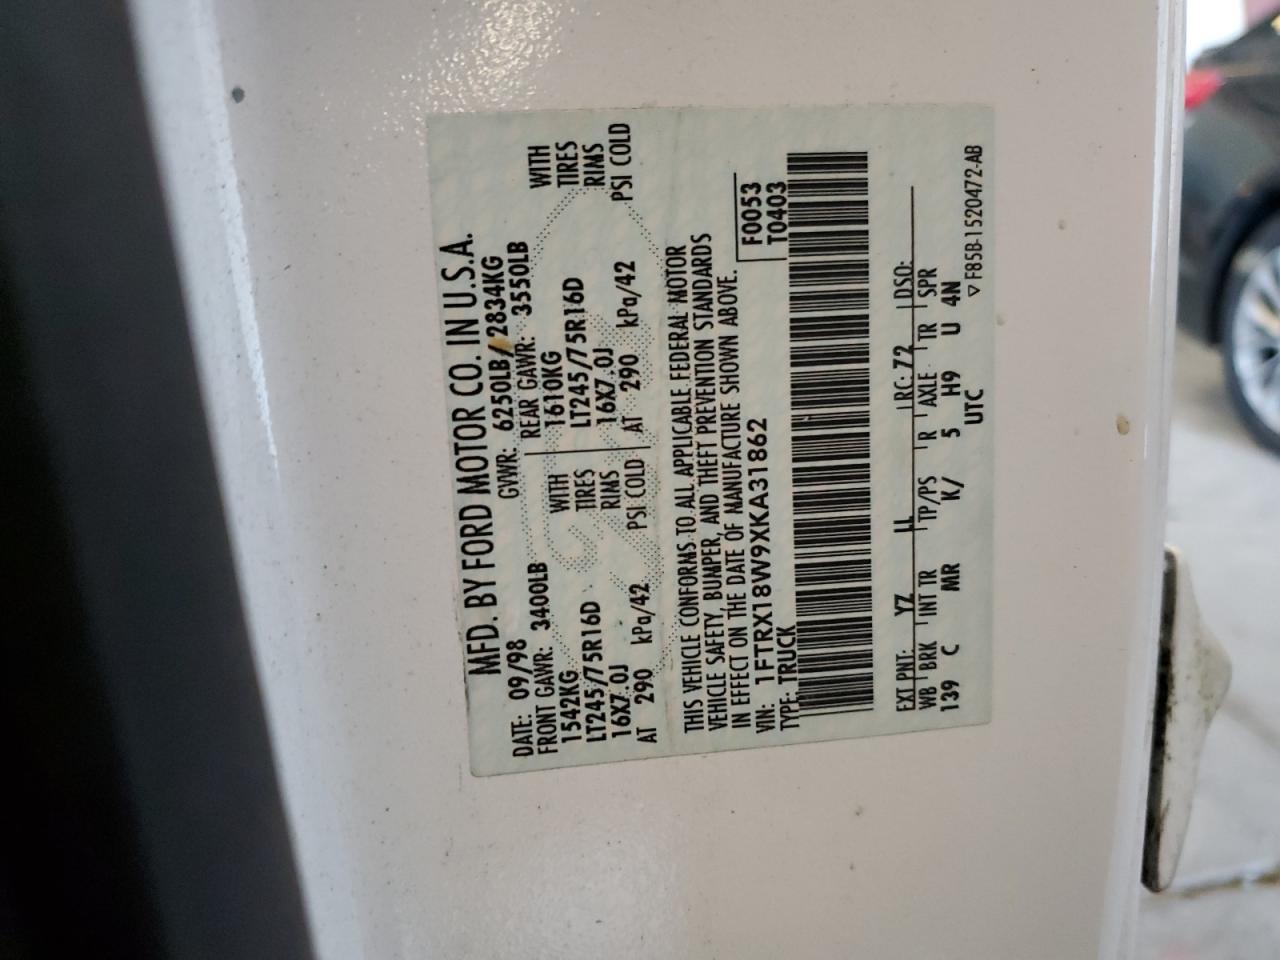 MFD. BY FORD MOTOR CO. IN U.S.A.
DATE: 09/98 GVWR: 6250LB/ 2834KG
FRONT GAWR: 3400LB REAR GAWR: 3550LB
1542KG WITH 1610KG WITH
LT245/75R16D TIRES LT245/75R16D TIRES
16X7.0J RIMS 16X7.0J RIMS
AT 290 kPa/42 PSI COLD AT 290 kPa/42 PSI COLD
THIS VEHICLE CONFORMS TO ALL APPLICABLE FEDERAL MOTOR
VEHICLE SAFETY, BUMPER, AND THEFT PREVENTION STANDARDS
IN EFFECT ON THE DATE OF MANUFACTURE SHOWN ABOVE.
VIN: 1FTRX18W9XKA31862 F0053
TYPE: TRUCK T0403
EXT PNT: YZ LL RC: 72 DSO:
WB BRK INT TR TP/PS R AXLE TR SPR
139 C MR K/ 5 H9 U 4N
UTC
▽ F85B-1520472-AB